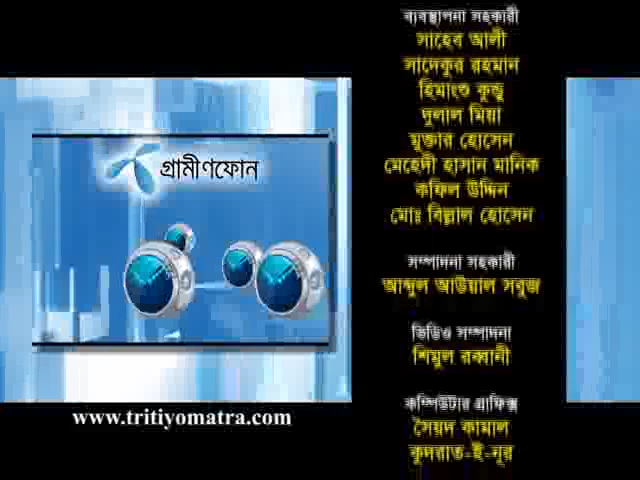 গ্রামীণফোন
www.tritiyomatra.com
ব্যবস্থাপনা সহকারী
সাহেব আলী
সাদেকুর রহমান
হিমাংশু কুন্ডু
দুলাল মিয়া
মুক্তার হোসেন
মেহেদী হাসান মানিক
কফিল উদ্দিন
মোঃ বিল্লাল হোসেন
সম্পাদনা সহকারী
আব্দুল আউয়াল সবুজ
ভিডিও সম্পাদনা
শিমুল রব্বানী
কম্পিউটার গ্রাফিক্স
সৈয়দ কামাল
কুদরাত-ই-নূর